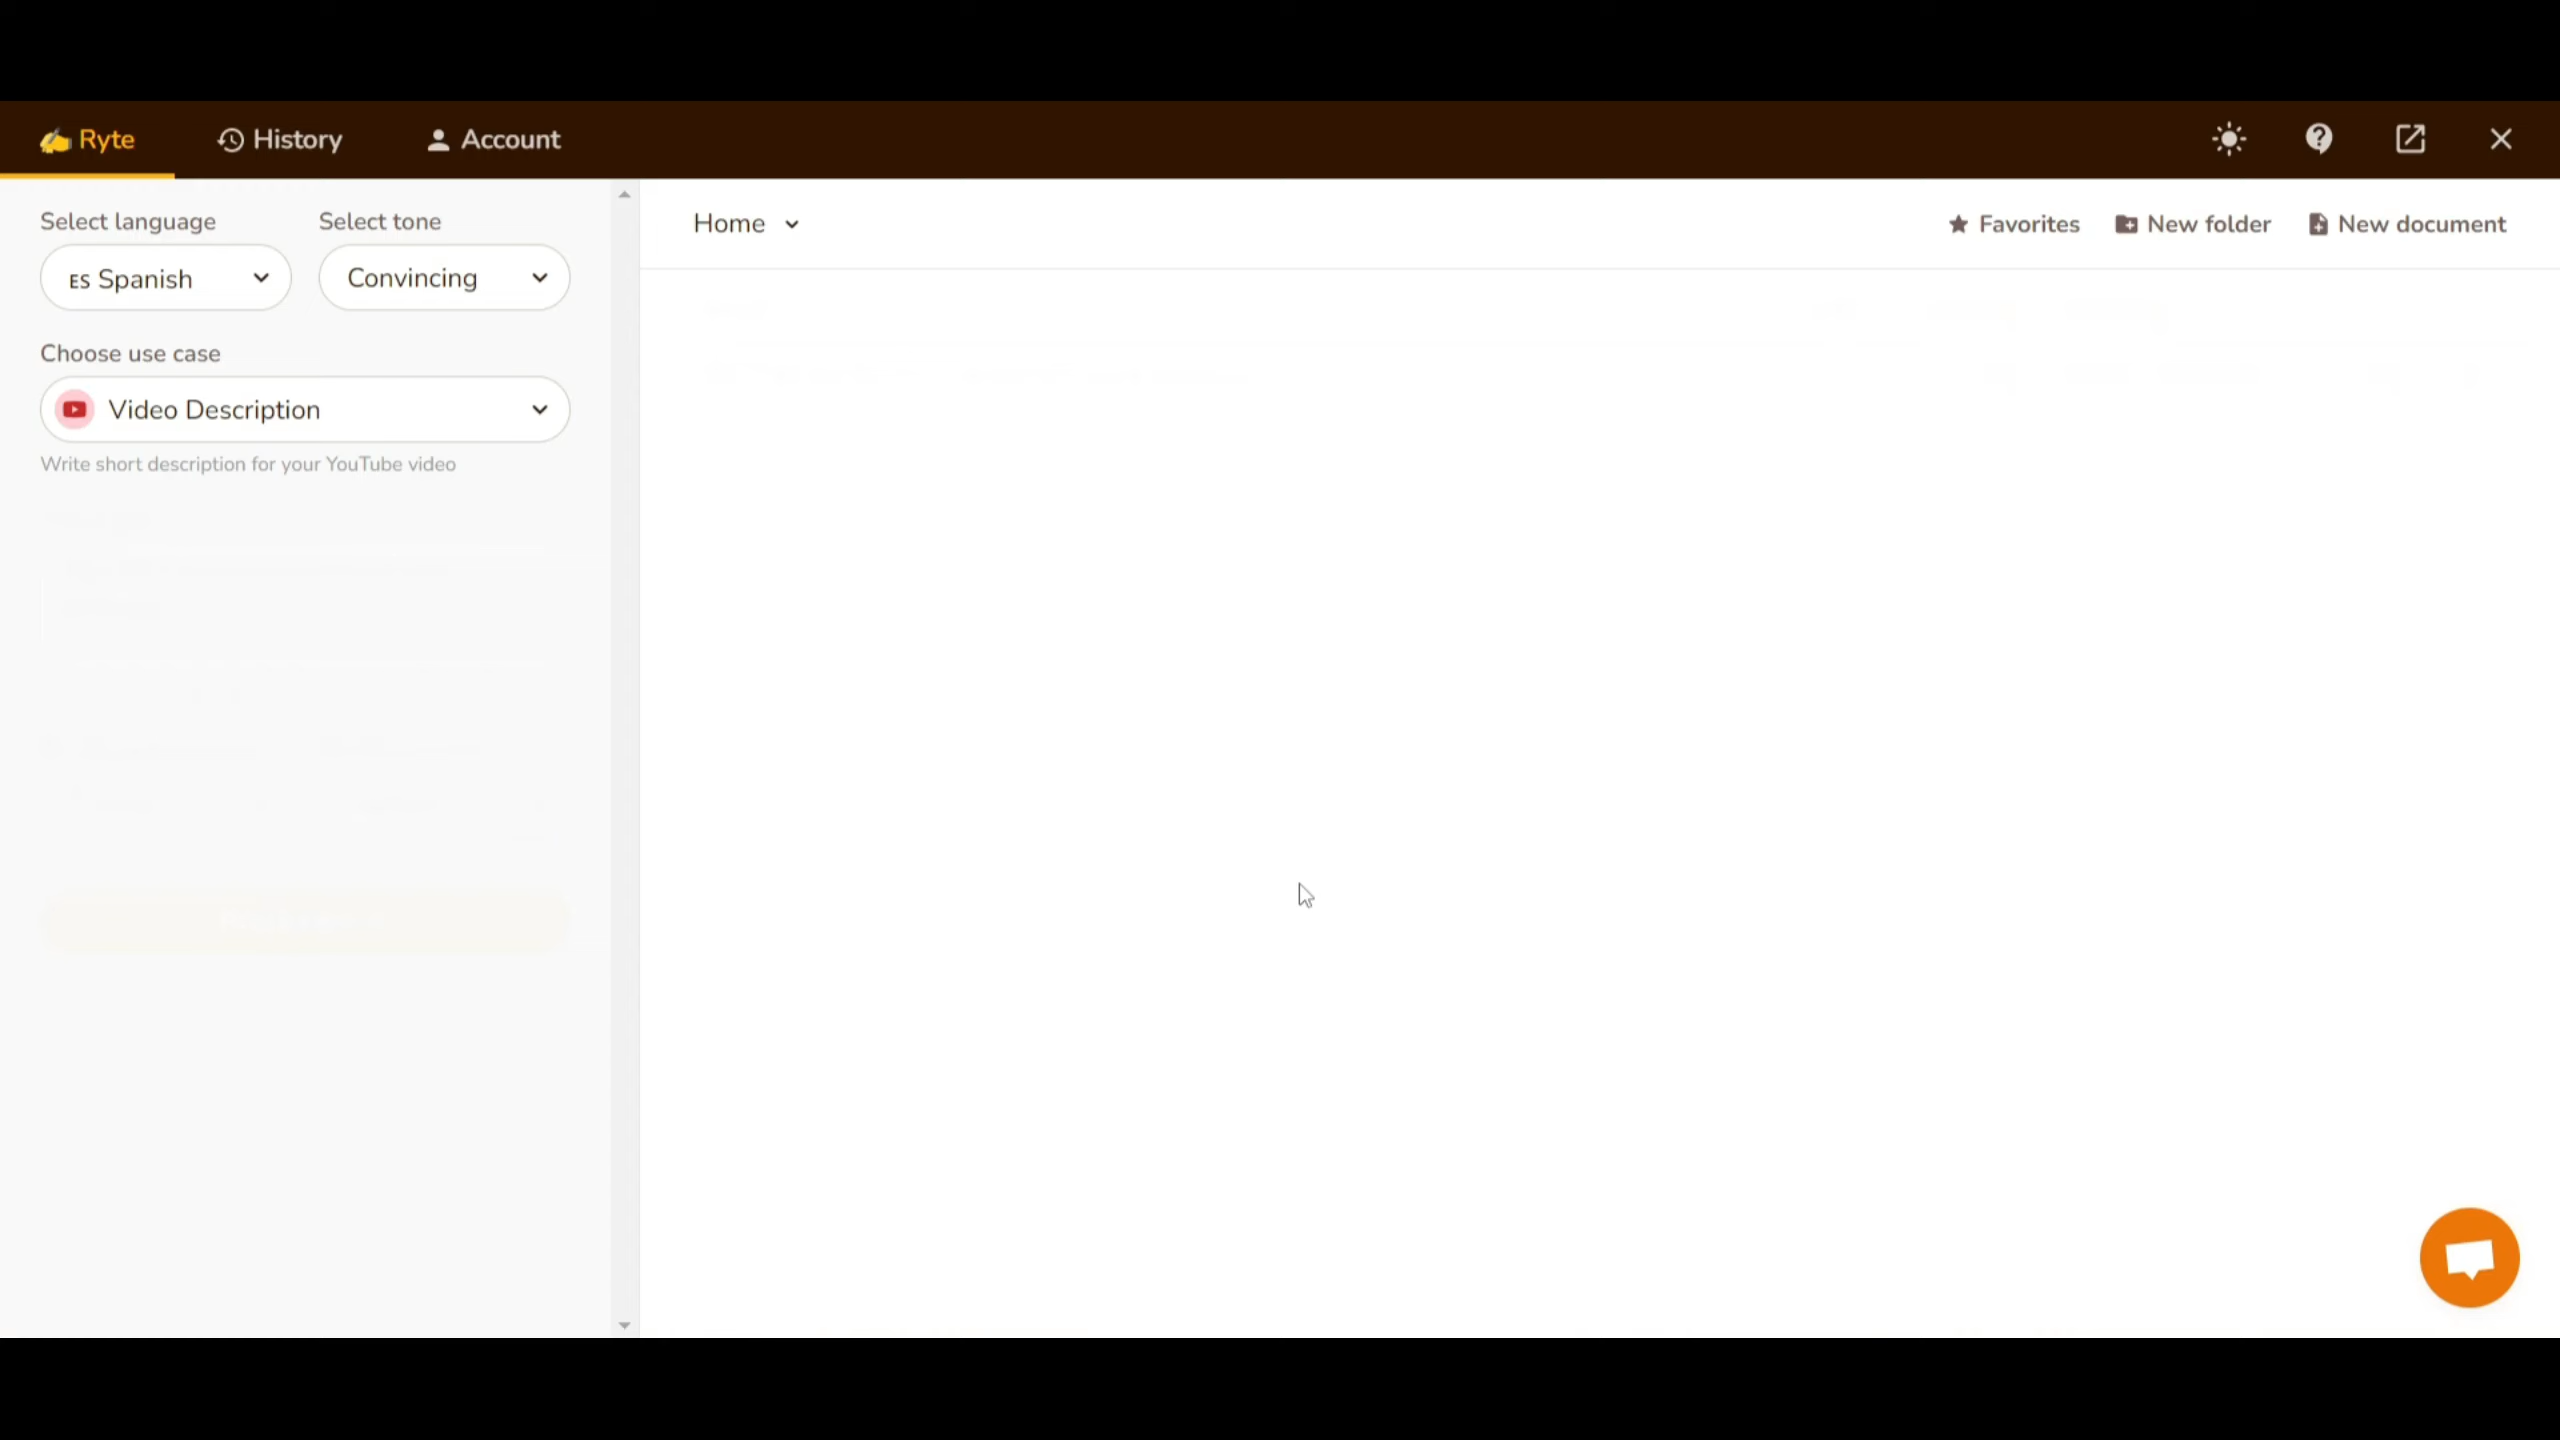 Ryte
History
Account
Select language
Select tone
ES Spanish
Convincing
Choose use case
Video Description
Write short description for your YouTube video
Home
Favorites
New folder
New document